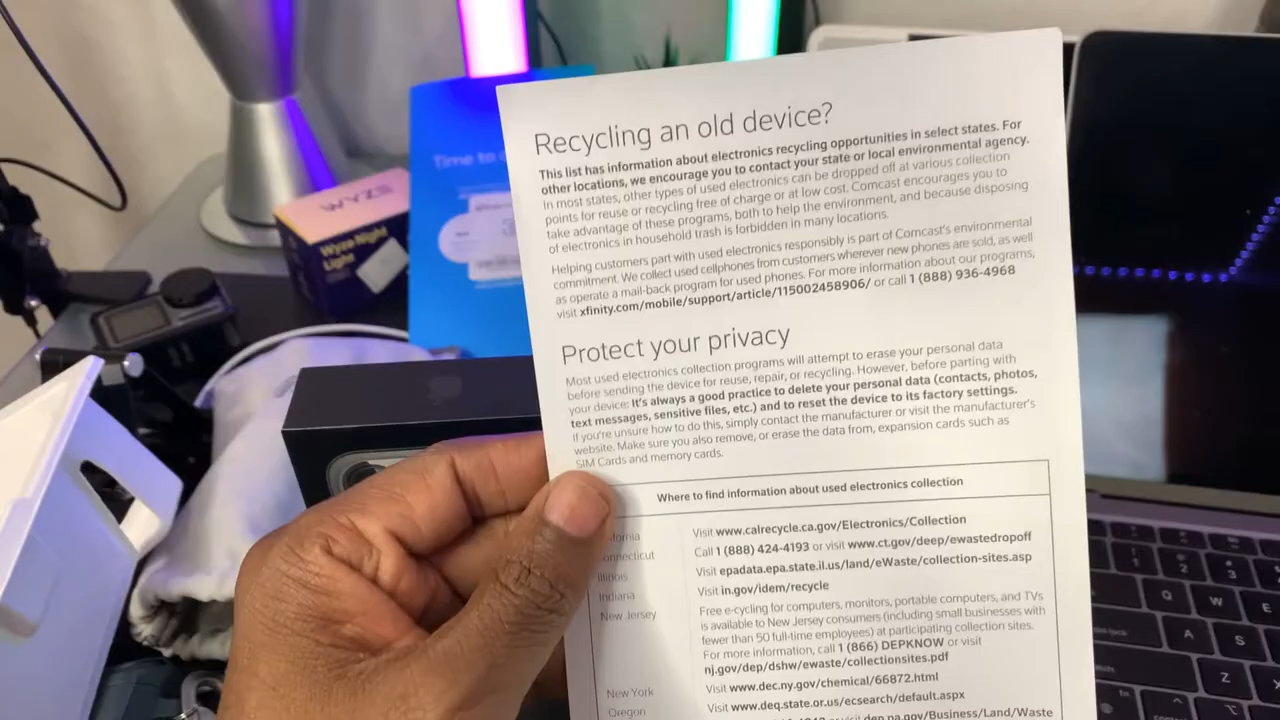 Time to
WYZE
Wyze Night
Light
Recycling an old device?
This list has information about electronics recycling opportunities in select states. For
other locations, we encourage you to contact your state or local environmental agency.
In most states, other types of used electronics can be dropped off at various collection
points for reuse or recycling free of charge or at low cost. Comcast encourages you to
take advantage of these programs, both to help the environment, and because disposing
of electronics in household trash is forbidden in many locations.
Helping customers part with used electronics responsibly is part of Comcast's environmental
commitment. We collect used cellphones from customers wherever new phones are sold, as well
as operate a mail-back program for used phones. For more information about our programs,
visit xfinity.com/mobile/support/article/115002458906/ or call 1 (888) 936-4968
Protect your privacy
Most used electronics collection programs will attempt to erase your personal data
before sending the device for reuse, repair, or recycling. However, before parting with
your device: It's always a good practice to delete your personal data (contacts, photos,
text messages, sensitive files, etc.) and to reset the device to its factory settings.
If you're unsure how to do this, simply contact the manufacturer or visit the manufacturer's
website. Make sure you also remove, or erase the data from, expansion cards such as
SIM Cards and memory cards.
Where to find information about used electronics collection
fornia Visit www.calrecycle.ca.gov/Electronics/Collection
onnecticut Call 1 (888) 424-4193 or visit www.ct.gov/deep/ewastedropoff
Illinois Visit epadata.epa.state.il.us/land/eWaste/collection-sites.asp
Indiana Visit in.gov/idem/recycle
New Jersey Free e-cycling for computers, monitors, portable computers, and TVs
is available to New Jersey consumers (including small businesses with
fewer than 50 full-time employees) at participating collection sites.
For more information, call 1 (866) DEPKNOW or visit
nj.gov/dep/dshw/ewaste/collectionsites.pdf
New York Visit www.dec.ny.gov/chemical/66872.html
Oregon Visit www.deq.state.or.us/ecsearch/default.aspx
visit dep.pa.gov/Business/Land/Waste
Q W E
A S
Z
fn